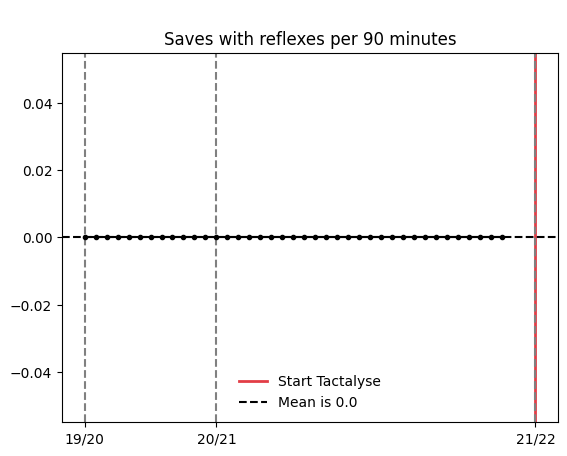 Saves with reflexes per 90 minutes
0.04
0.02
0.00
−0.02
−0.04
Start Tactalyse
Mean is 0.0
19/20
20/21
21/22